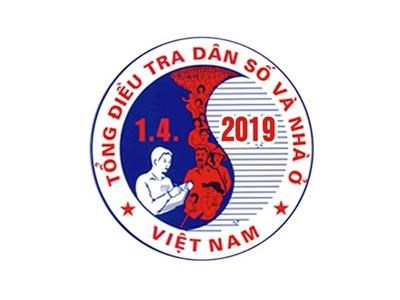 TỔNG ĐIỀU TRA DÂN SỐ VÀ NHÀ Ở
1.4. 2019
VIỆT NAM